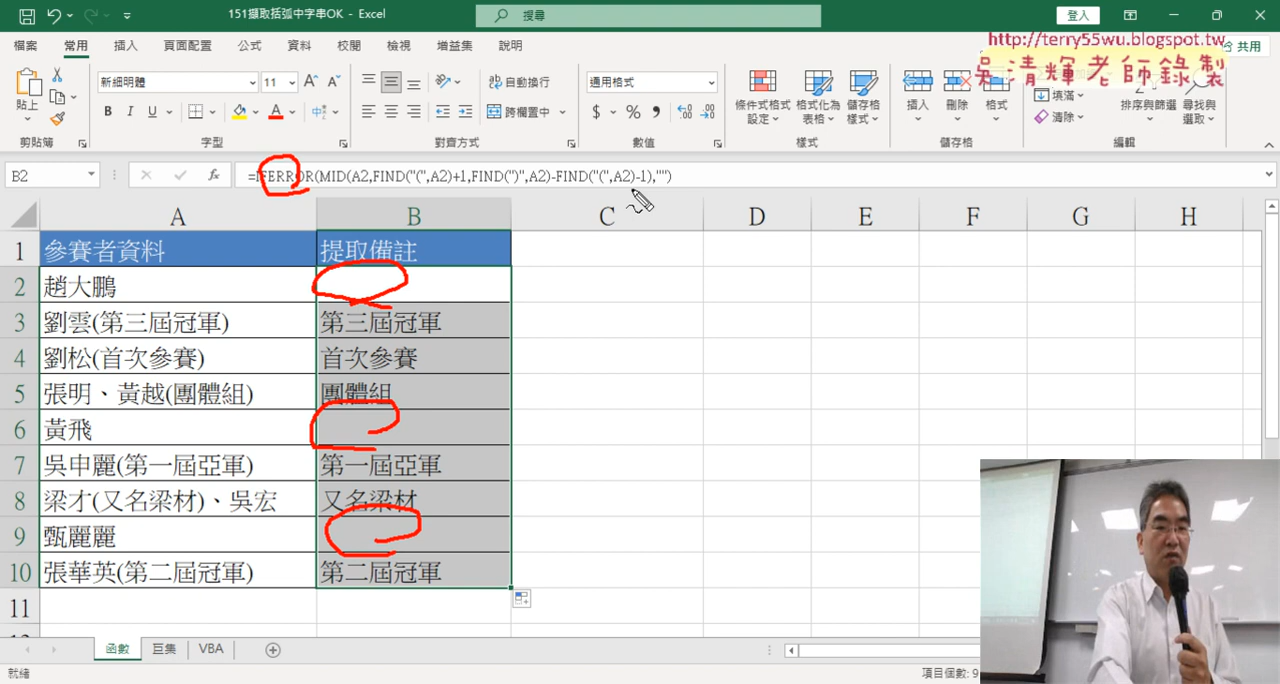 151擷取括弧中字串OK - Excel
搜尋
登入
檔案 常用 插入 頁面配置 公式 資料 校閱 檢視 增益集 說明
共用
http://terry55wu.blogspot.tw
吳清輝老師錄製
貼上
新細明體 11
自動換行
通用格式
B I U
跨欄置中
$ %
條件式格式設定
格式化為表格
儲存格樣式
插入 刪除 格式
填滿
清除
排序與篩選
尋找與選取
剪貼簿 字型 對齊方式 數值 樣式 儲存格 編輯
B2
fx
=IFERROR(MID(A2,FIND("(",A2)+1,FIND(")",A2)-FIND("(",A2)-1),"")
A B C D E F G H
1 參賽者資料 提取備註
2 趙大鵬
3 劉雲(第三屆冠軍) 第三屆冠軍
4 劉松(首次參賽) 首次參賽
5 張明、黃越(團體組) 團體組
6 黃飛
7 吳申麗(第一屆亞軍) 第一屆亞軍
8 梁才(又名梁材)、吳宏 又名梁材
9 甄麗麗
10 張華英(第二屆冠軍) 第二屆冠軍
11
函數 巨集 VBA
就緒
項目個數: 9